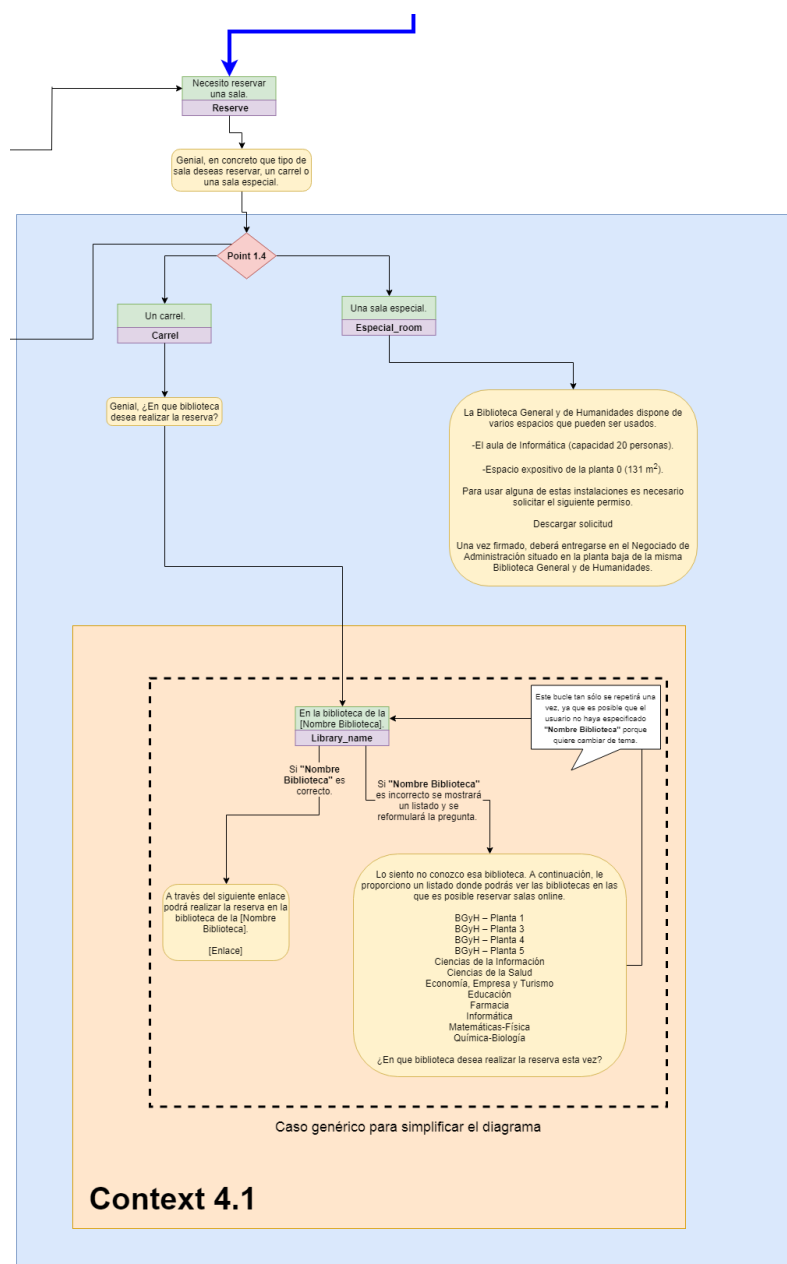 Necesito reservar
una sala.
Reserve
Genial, en concreto que tipo de
sala deseas reservar, un carrel o
una sala especial.
Point 1.4
Un carrel.
Carrel
Una sala especial.
Especial_room
Genial, ¿En que biblioteca
desea realizar la reserva?
La Biblioteca General y de Humanidades dispone de
varios espacios que pueden ser usados.
-El aula de Informática (capacidad 20 personas).
-Espacio expositivo de la planta 0 (131 m²).
Para usar alguna de estas instalaciones es necesario
solicitar el siguiente permiso.
Descargar solicitud
Una vez firmado, deberá entregarse en el Negociado de
Administración situado en la planta baja de la misma
Biblioteca General y de Humanidades.
En la biblioteca de la
[Nombre Biblioteca].
Library_name
Este bucle tan sólo se repetirá una
vez, ya que es posible que el
usuario no haya especificado
"Nombre Biblioteca" porque
quiere cambiar de tema.
Si "Nombre
Biblioteca" es
correcto.
Si "Nombre Biblioteca"
es incorrecto se mostrará
un listado y se
reformulará la pregunta.
A través del siguiente enlace
podrá realizar la reserva en la
biblioteca de la [Nombre
Biblioteca].
[Enlace]
Lo siento no conozco esa biblioteca. A continuación, le
proporciono un listado donde podrás ver las bibliotecas en las
que es posible reservar salas online.
BGyH – Planta 1
BGyH – Planta 3
BGyH – Planta 4
BGyH – Planta 5
Ciencias de la Información
Ciencias de la Salud
Economía, Empresa y Turismo
Educación
Farmacia
Informática
Matemáticas-Física
Química-Biología
¿En que biblioteca desea realizar la reserva esta vez?
Caso genérico para simplificar el diagrama
Context 4.1